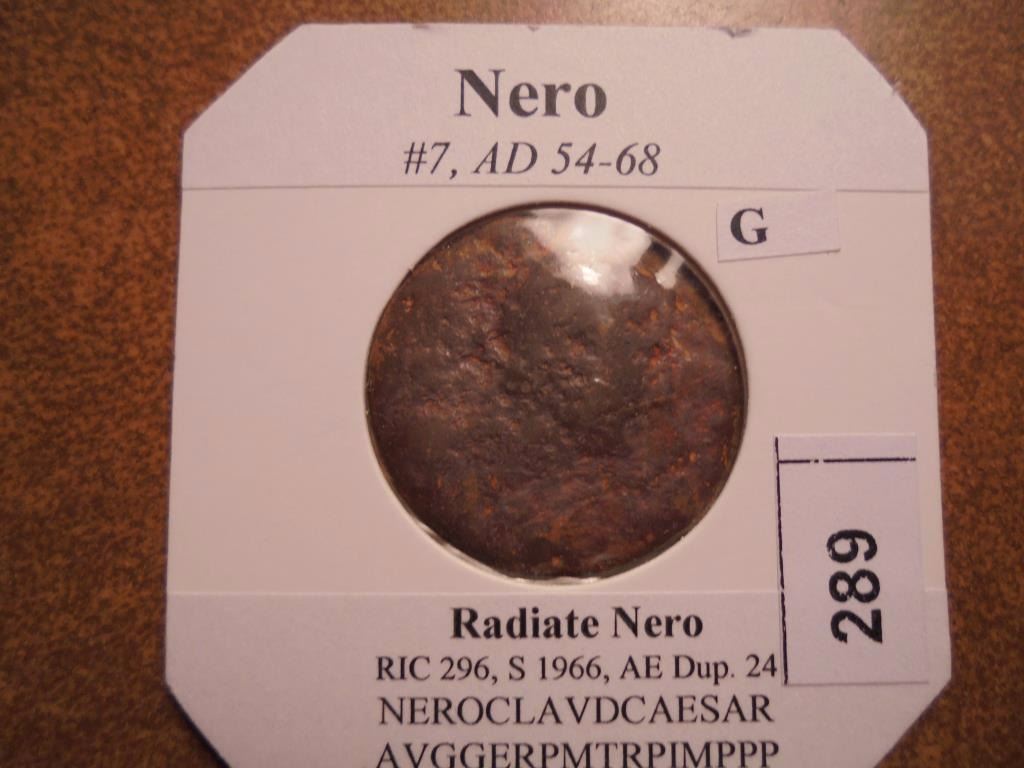 Nero
#7, AD 54-68
G
289
Radiate Nero
RIC 296, S 1966, AE Dup. 24
NEROCLAVDCAESAR
AVGGERPMTRPIMPPP